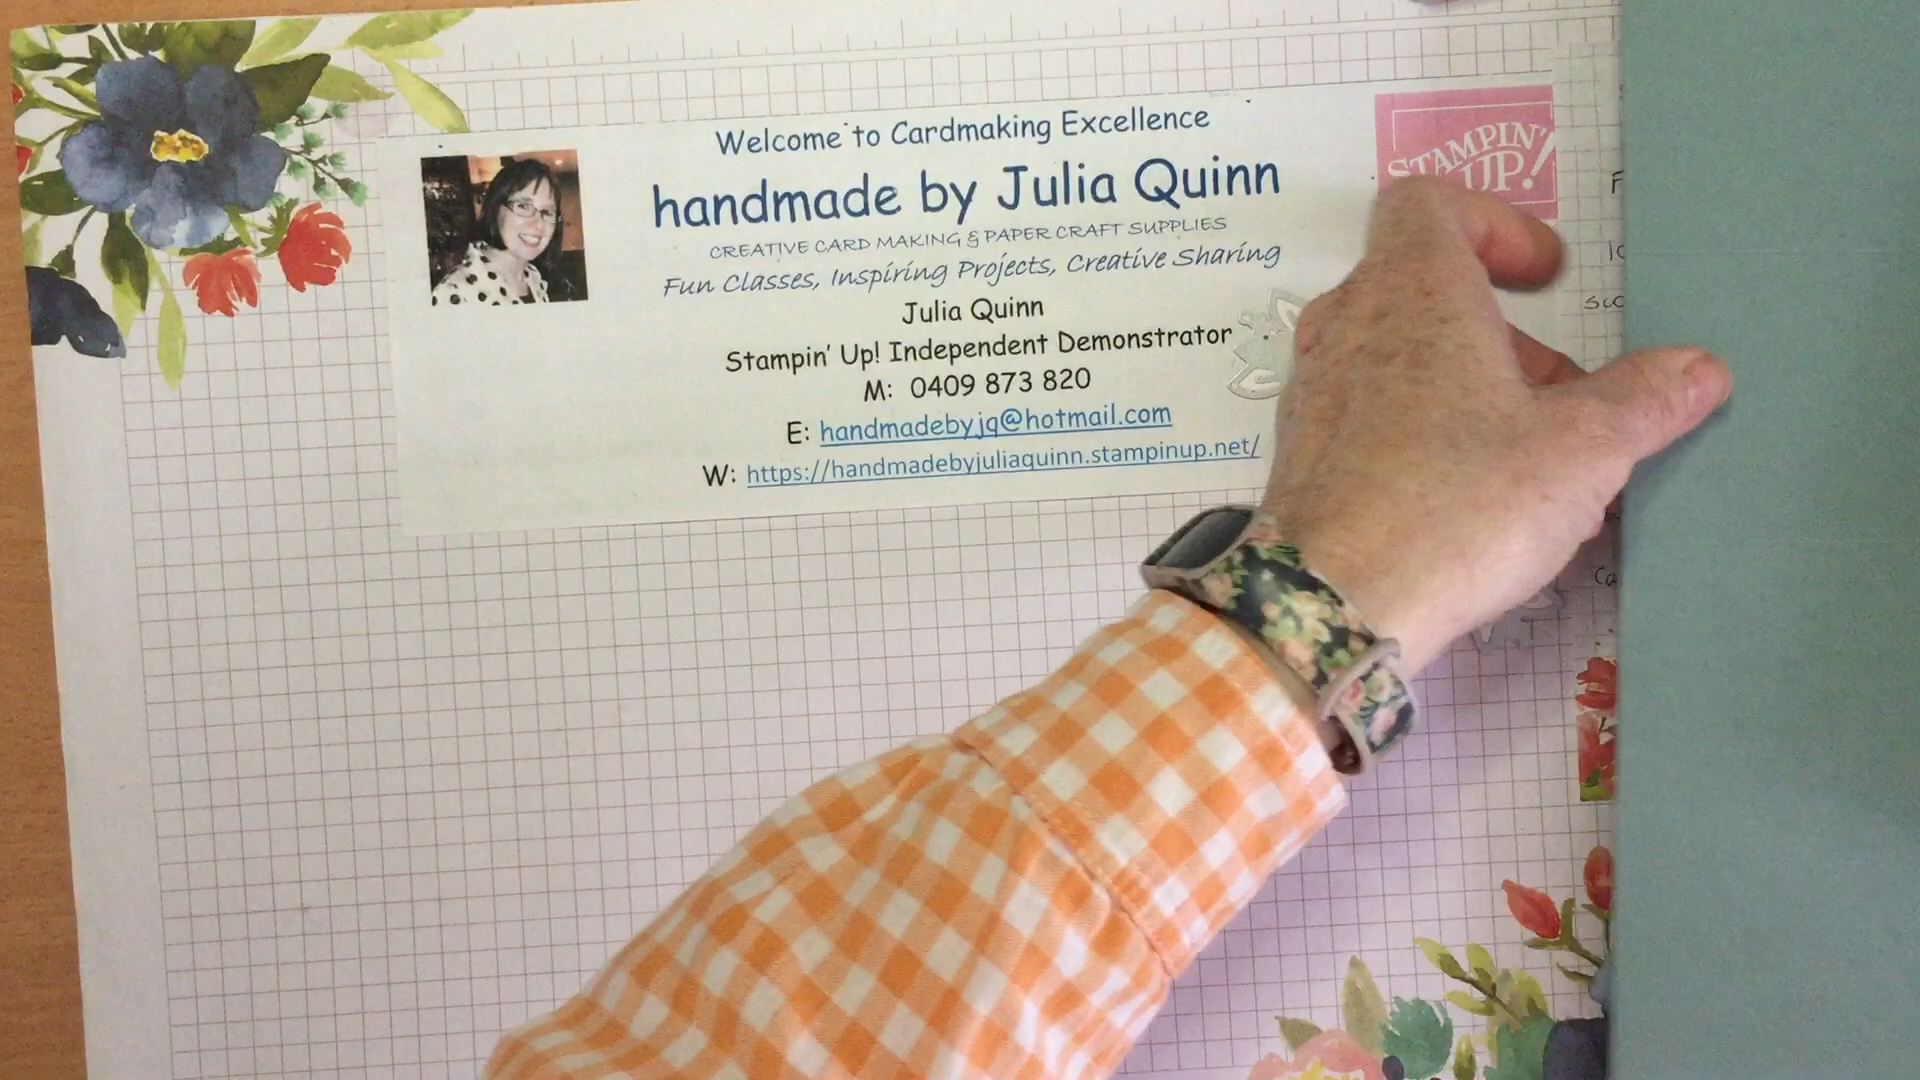 Welcome to Cardmaking Excellence
handmade by Julia Quinn
CREATIVE CARD MAKING & PAPER CRAFT SUPPLIES
Fun Classes, Inspiring Projects, Creative Sharing
Julia Quinn
Stampin' Up! Independent Demonstrator
M: 0409 873 820
E: handmadebyjq@hotmail.com
W: https://handmadebyjuliaquinn.stampinup.net/
STAMPIN'
UP!